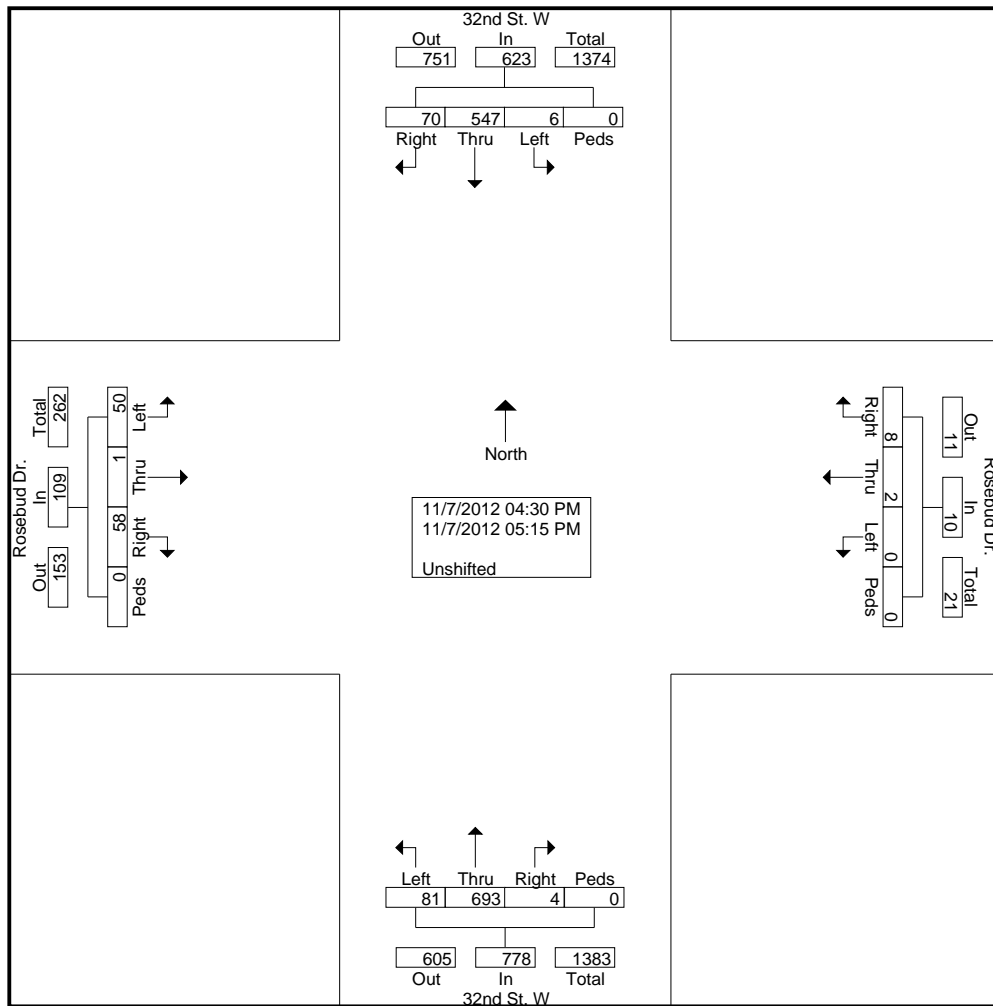 32nd St. W
Out In Total
751 623 1374
70 547 6 0
Right Thru Left Peds
Rosebud Dr.
Total In Out
262 109 153
50 1 58 0
Left Thru Right Peds
North
11/7/2012 04:30 PM
11/7/2012 05:15 PM
Unshifted
Right Thru Left Peds
8 2 0 0
Out In Total
11 10 21
Rosebud Dr.
Left Thru Right Peds
81 693 4 0
605 778 1383
Out In Total
32nd St. W